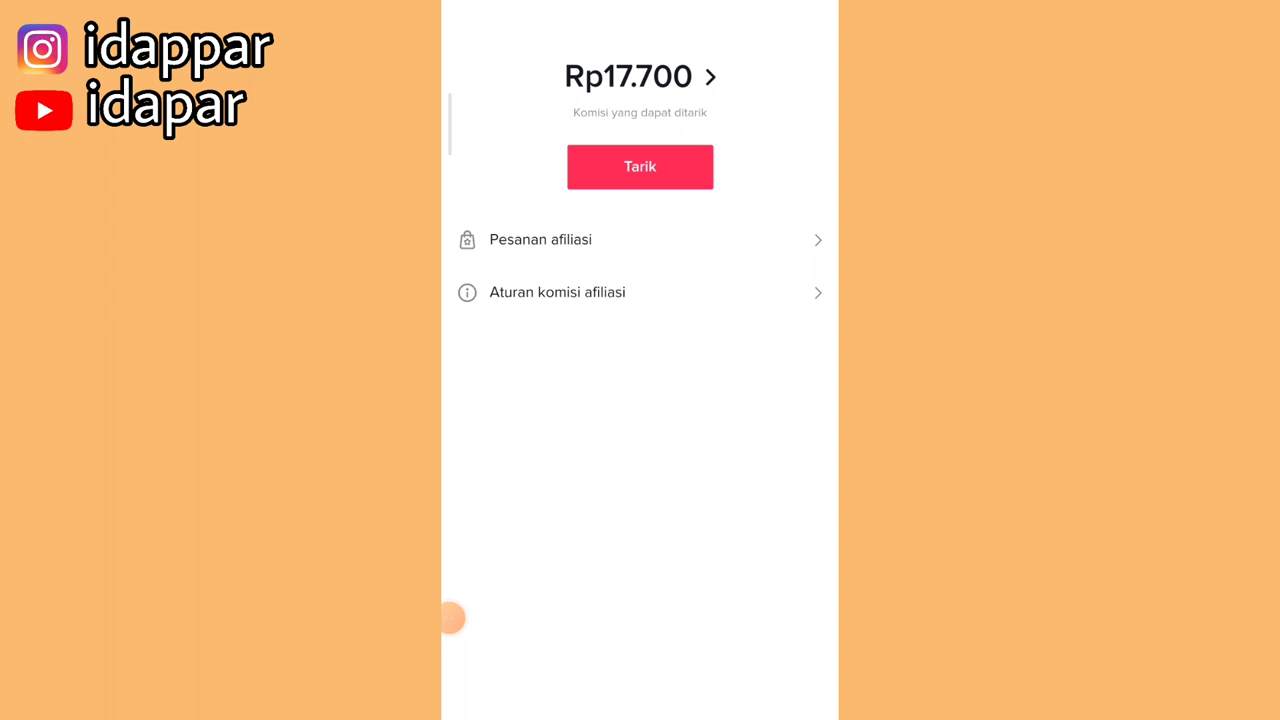 idappar
idapar
Rp17.700
Komisi yang dapat ditarik
Tarik
Pesanan afiliasi
Aturan komisi afiliasi